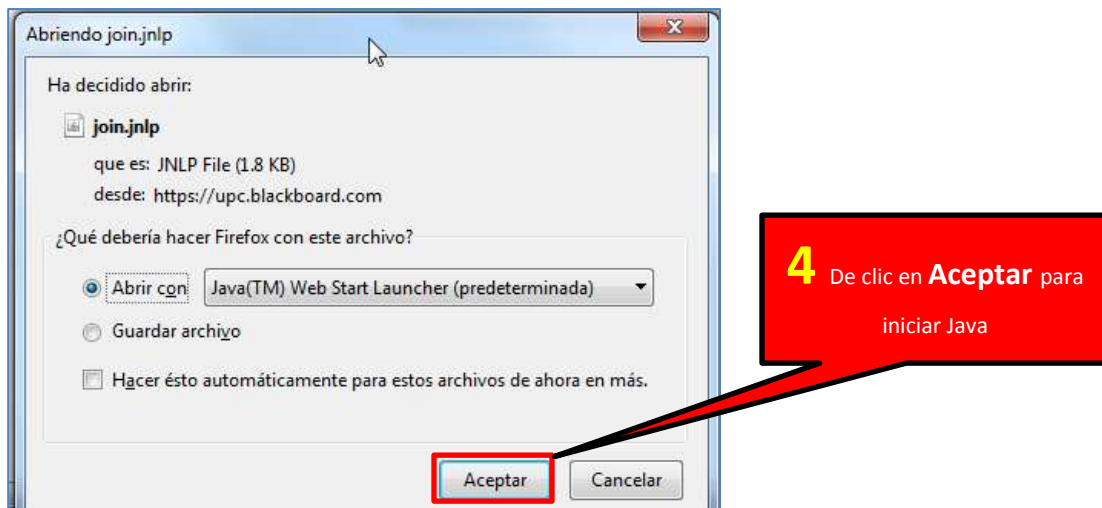 Abriendo join.jnlp
Ha decidido abrir:
join.jnlp
que es: JNLP File (1.8 KB)
desde: https://upc.blackboard.com
¿Qué debería hacer Firefox con este archivo?
Abrir con Java(TM) Web Start Launcher (predeterminada)
Guardar archivo
Hacer ésto automáticamente para estos archivos de ahora en más.
Aceptar Cancelar
4 De clic en Aceptar para
iniciar Java